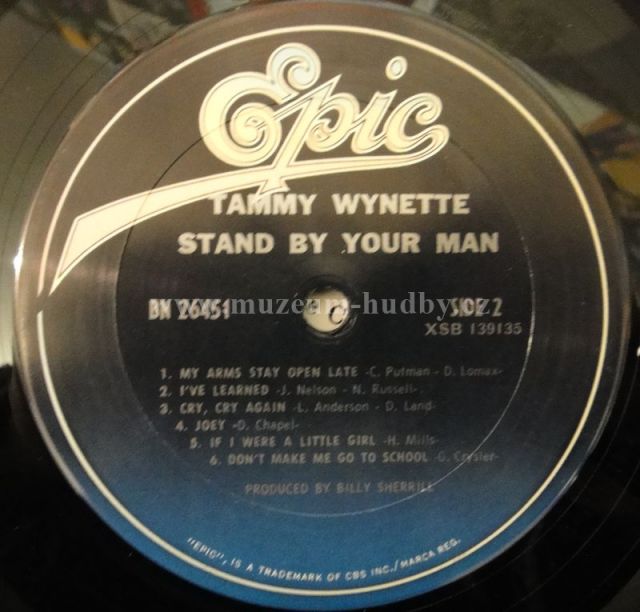 Epic
TAMMY WYNETTE
STAND BY YOUR MAN
BN 26451 SIDE 2
www.muzeum-hudby.cz
XSB 139135
1. MY ARMS STAY OPEN LATE -C. Putman - D. Lomax-
2. I'VE LEARNED -J. Nelson - N. Russell-
3. CRY, CRY AGAIN -L. Anderson - D. Land-
4. JOEY -D. Chapel-
5. IF I WERE A LITTLE GIRL -H. Mills-
6. DON'T MAKE ME GO TO SCHOOL -G. Crysler-
PRODUCED BY BILLY SHERRILL
"EPIC", IS A TRADEMARK OF CBS INC./MARCA REG.